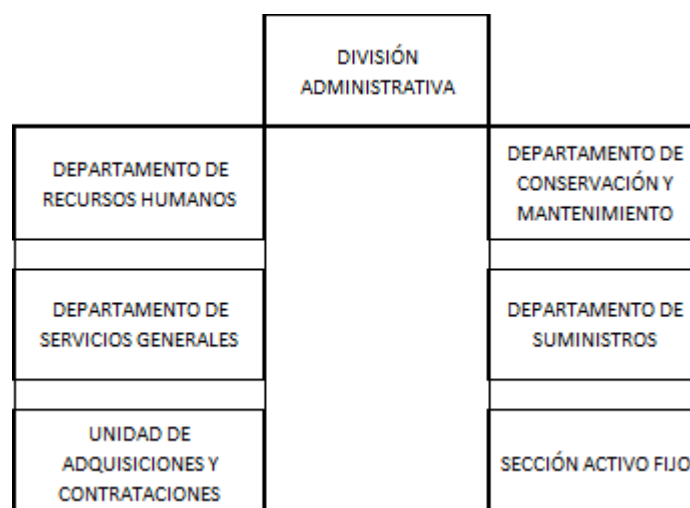 DIVISIÓN
ADMINISTRATIVA
DEPARTAMENTO DE
RECURSOS HUMANOS
DEPARTAMENTO DE
CONSERVACIÓN Y
MANTENIMIENTO
DEPARTAMENTO DE
SERVICIOS GENERALES
DEPARTAMENTO DE
SUMINISTROS
UNIDAD DE
ADQUISICIONES Y
CONTRATACIONES
SECCIÓN ACTIVO FIJO